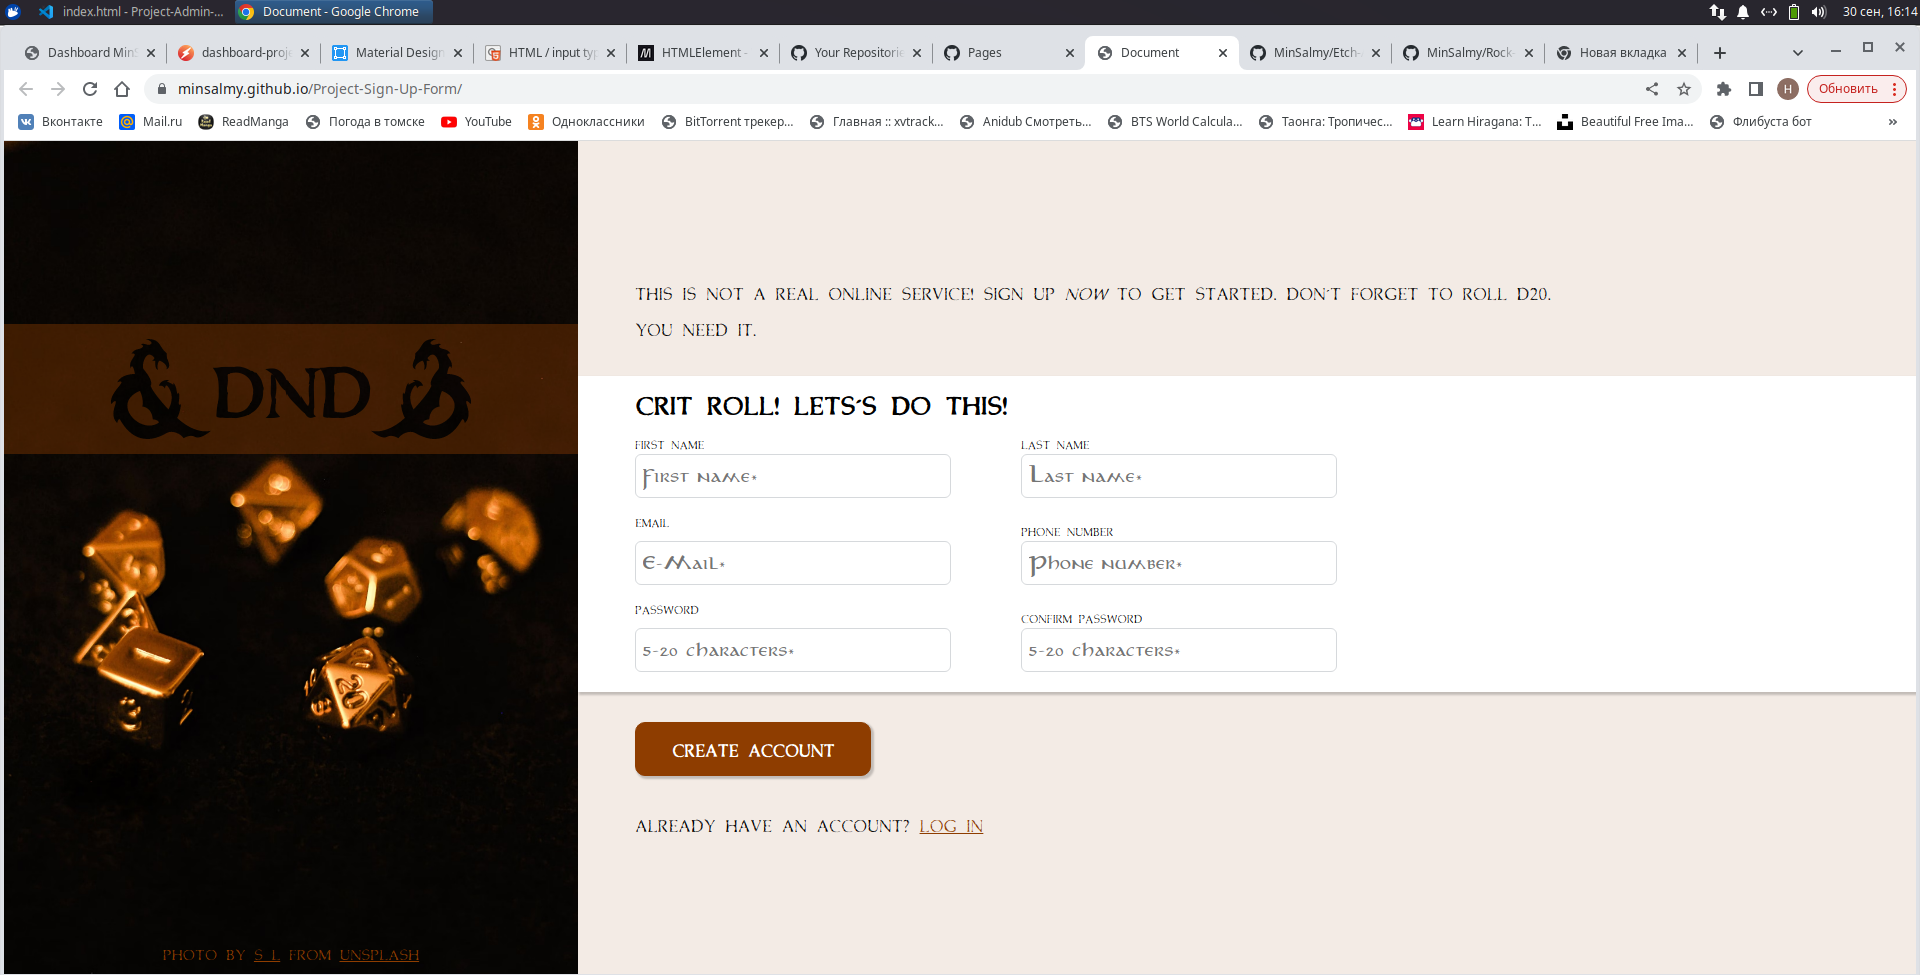 index.html - Project-Admin-...
Document - Google Chrome
30 сен, 16:14
Dashboard Min
dashboard-proje
Material Design
HTML / input typ
HTMLElement -
Your Repositorie
Pages
Document
MinSalmy/Etch-
MinSalmy/Rock-
Новая вкладка
minsalmy.github.io/Project-Sign-Up-Form/
H
Обновить
Вконтакте
Mail.ru
ReadManga
Погода в томске
YouTube
Одноклассники
BitTorrent трекер...
Главная :: xvtrack...
Anidub Смотреть...
BTS World Calcula...
Таонга: Тропичес...
Learn Hiragana: T...
Beautiful Free Ima...
Флибуста бот
»
DND
PHOTO BY S L FROM UNSPLASH
THIS IS NOT A REAL ONLINE SERVICE! SIGN UP NOW TO GET STARTED. DON'T FORGET TO ROLL D20.
YOU NEED IT.
CRIT ROLL! LETS'S DO THIS!
FIRST NAME
LAST NAME
First name*
Last name*
EMAIL
PHONE NUMBER
E-Mail*
Phone number*
PASSWORD
CONFIRM PASSWORD
5-20 characters*
5-20 characters*
CREATE ACCOUNT
ALREADY HAVE AN ACCOUNT? LOG IN
20
3